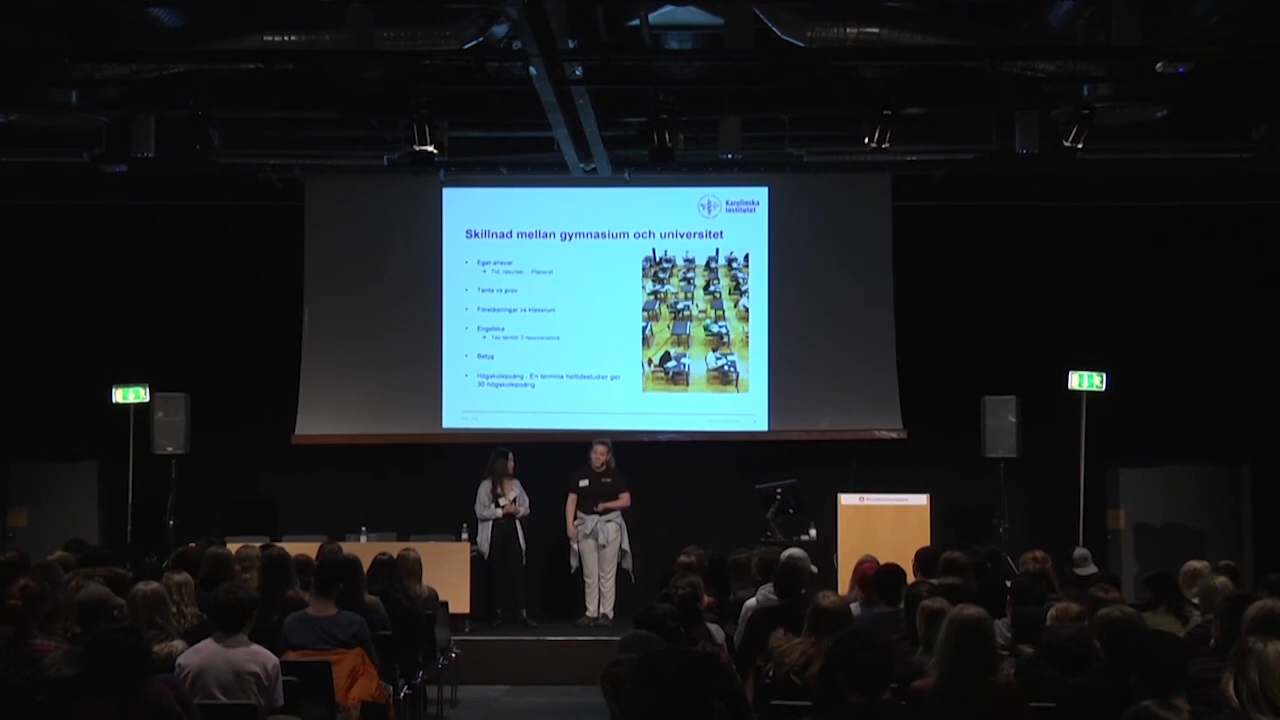 Karolinska
Institutet
Skillnad mellan gymnasium och universitet
• Eget ansvar
Tenta vs prov
Föreläsningar vs klassrum
Engelska
Betyg
Högskolepoäng - En termins heltidsstudier ger
30 högskolepoäng